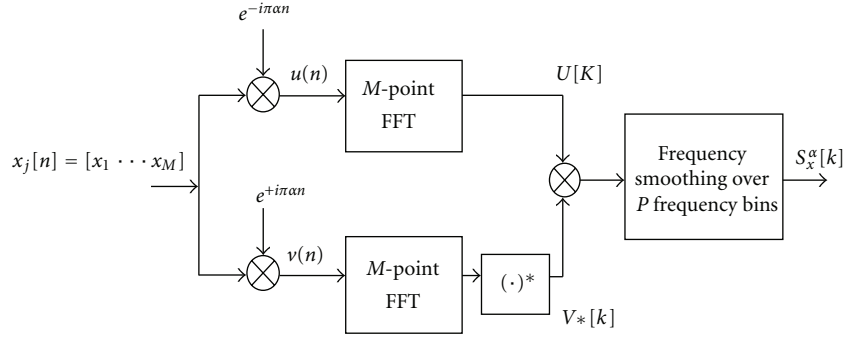 e^{−iπαn}
u(n)
M-point
FFT
U[K]
x_j[n] = [x_1 ⋅⋅⋅ x_M]
Frequency
smoothing over
P frequency bins
S_x^α[k]
e^{+iπαn}
v(n)
M-point
FFT
(⋅)*
V*[k]